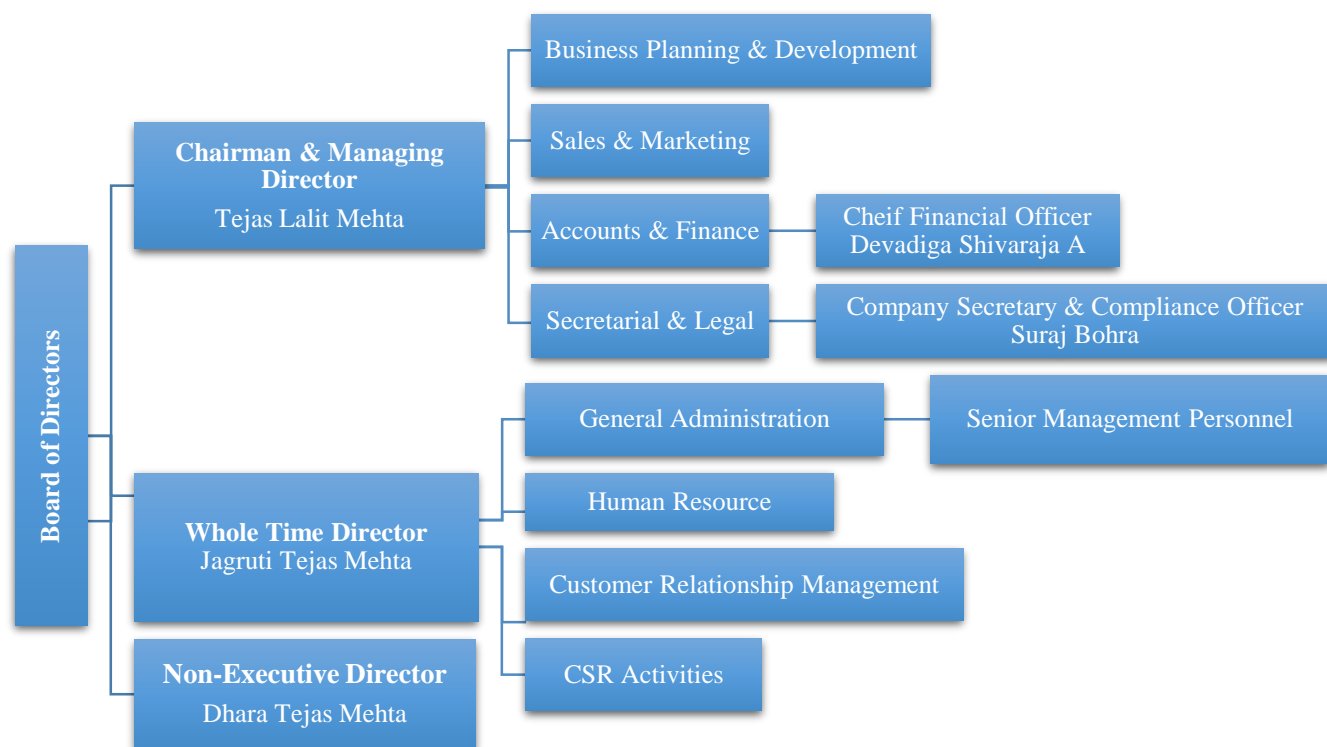 Board of Directors
Chairman & Managing
Director
Tejas Lalit Mehta
Business Planning & Development
Sales & Marketing
Accounts & Finance
Cheif Financial Officer
Devadiga Shivaraja A
Secretarial & Legal
Company Secretary & Compliance Officer
Suraj Bohra
Whole Time Director
Jagruti Tejas Mehta
General Administration
Senior Management Personnel
Human Resource
Customer Relationship Management
CSR Activities
Non-Executive Director
Dhara Tejas Mehta